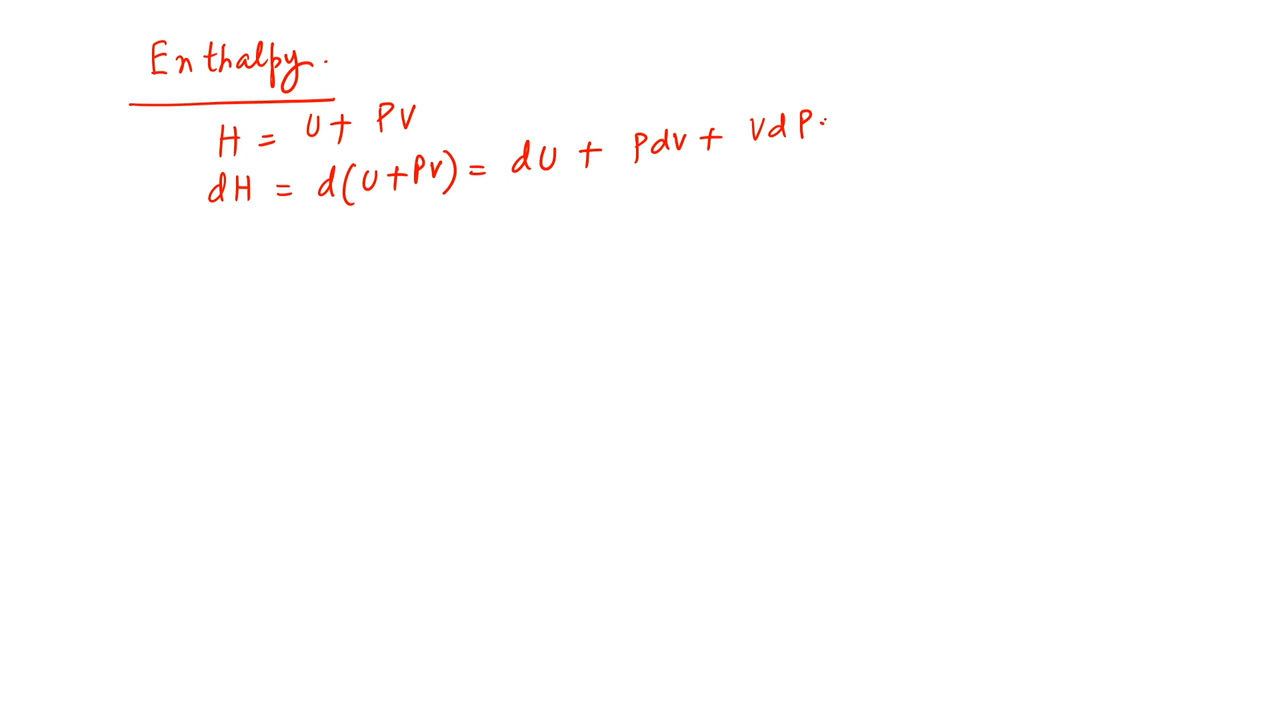 Enthalpy.
H = U + PV
dH = d(U+PV) = dU + PdV + VdP.